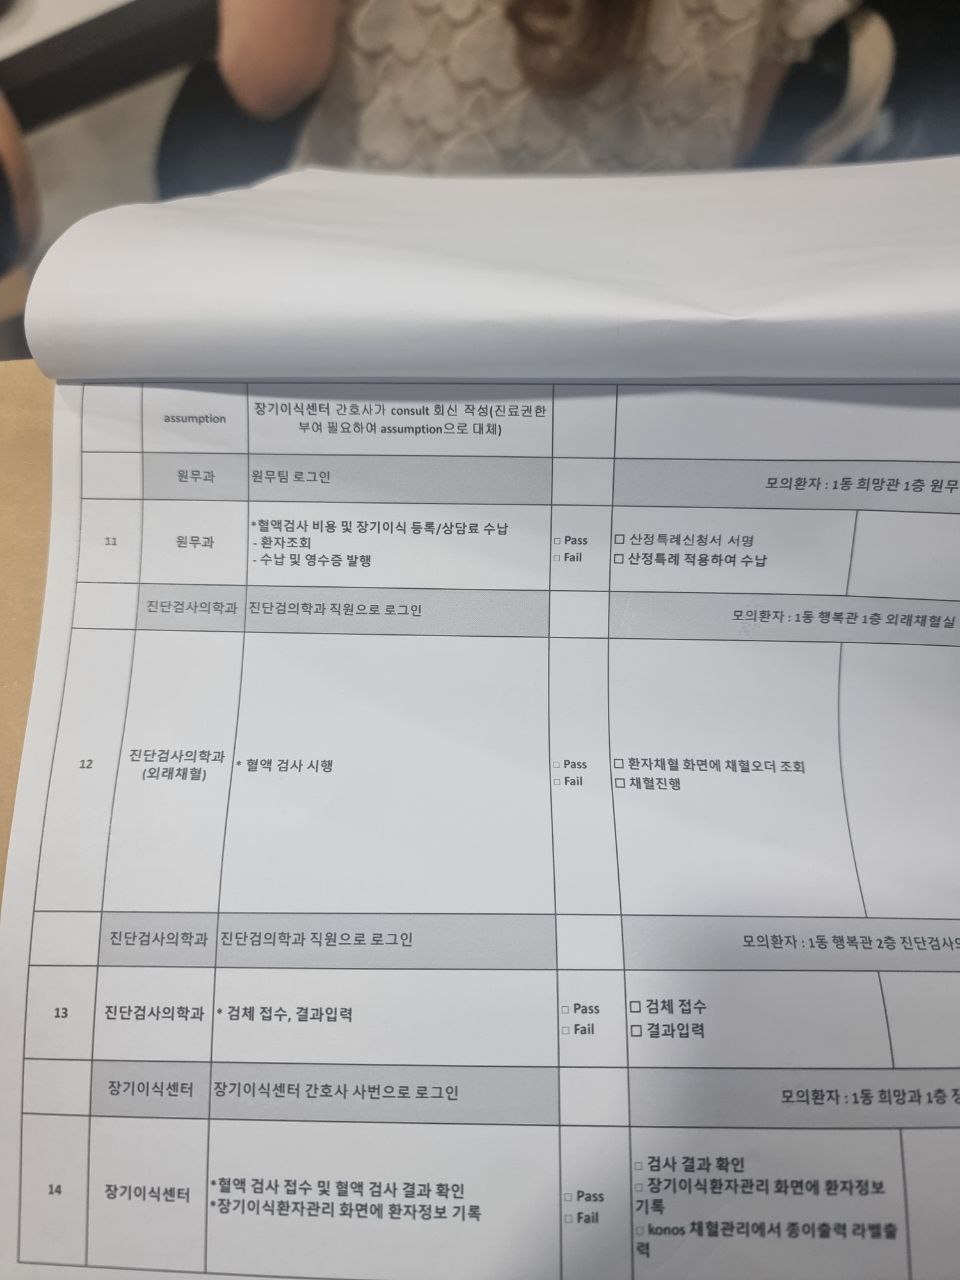 assumption
장기이식센터 간호사가 consult 회신 작성(진료권한
부여 필요하여 assumption으로 대체)
원무과
원무팀 로그인
모의환자 : 1동 희망관 1층 원무
11
원무과
*혈액검사 비용 및 장기이식 등록/상담료 수납
- 환자조회
- 수납 및 영수증 발행
□ Pass
□ Fail
□ 산정특례신청서 서명
□ 산정특례 적용하여 수납
진단검사의학과
진단검의학과 직원으로 로그인
모의환자 : 1동 행복관 1층 외래채혈실
12
진단검사의학과
(외래채혈)
* 혈액 검사 시행
□ Pass
□ Fail
□ 환자채혈 화면에 채혈오더 조회
□ 채혈진행
진단검사의학과
진단검의학과 직원으로 로그인
모의환자 : 1동 행복관 2층 진단검사의
13
진단검사의학과
* 검체 접수, 결과입력
□ Pass
□ Fail
□ 검체 접수
□ 결과입력
장기이식센터
장기이식센터 간호사 사번으로 로그인
모의환자 : 1동 희망과 1층 장
14
장기이식센터
*혈액 검사 접수 및 혈액 검사 결과 확인
*장기이식환자관리 화면에 환자정보 기록
□ Pass
□ Fail
□ 검사 결과 확인
□ 장기이식환자관리 화면에 환자정보
기록
□ konos 채혈관리에서 종이출력 라벨출
력